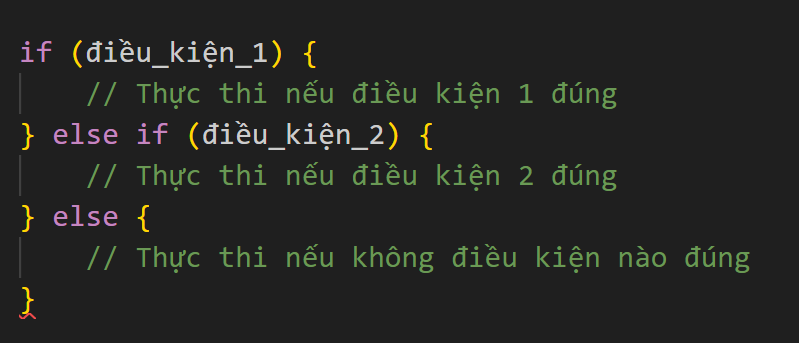 if (điều_kiện_1) {
    // Thực thi nếu điều kiện 1 đúng
} else if (điều_kiện_2) {
    // Thực thi nếu điều kiện 2 đúng
} else {
    // Thực thi nếu không điều kiện nào đúng
}